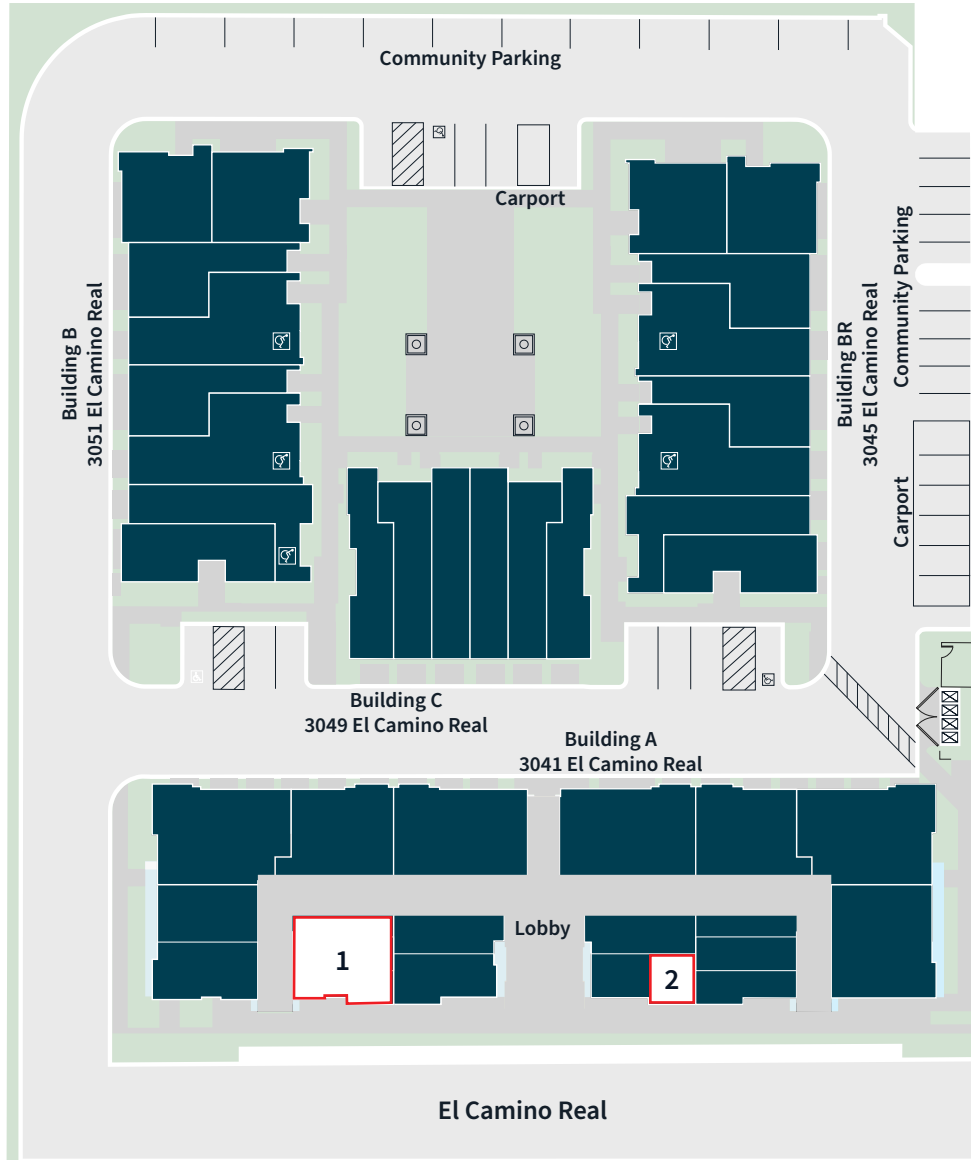 Community Parking
Carport
Building B
3051 El Camino Real
Building BR
3045 El Camino Real
Community Parking
Carport
Building C
3049 El Camino Real
Building A
3041 El Camino Real
Lobby
1
2
El Camino Real